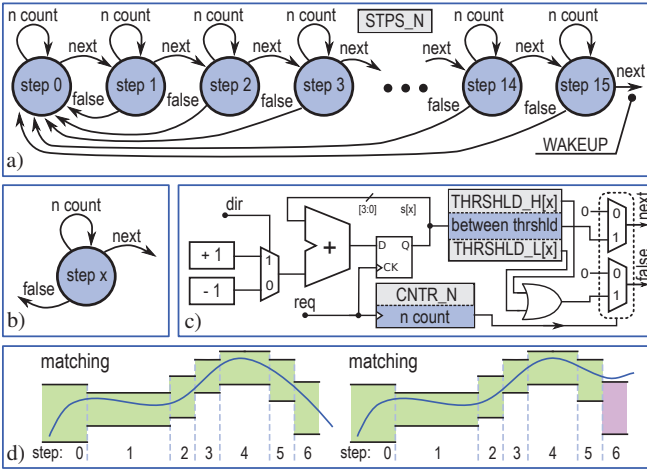 n count n count n count n count n count n count
STPS_N
next next next next next next
step 0 step 1 step 2 step 3 step 14 step 15
false false false false false
WAKEUP
a)
n count
next
step x
false
b)
dir
+ 1
- 1
1
0
req
+
[3:0]
s[x]
D Q
CK
THRSHLD_H[x]
between thrshld
THRSHLD_L[x]
CNTR_N
n count
0 0
1
0 0
1
next
false
c)
matching matching
step: 0 1 2 3 4 5 6 step: 0 1 2 3 4 5 6
d)